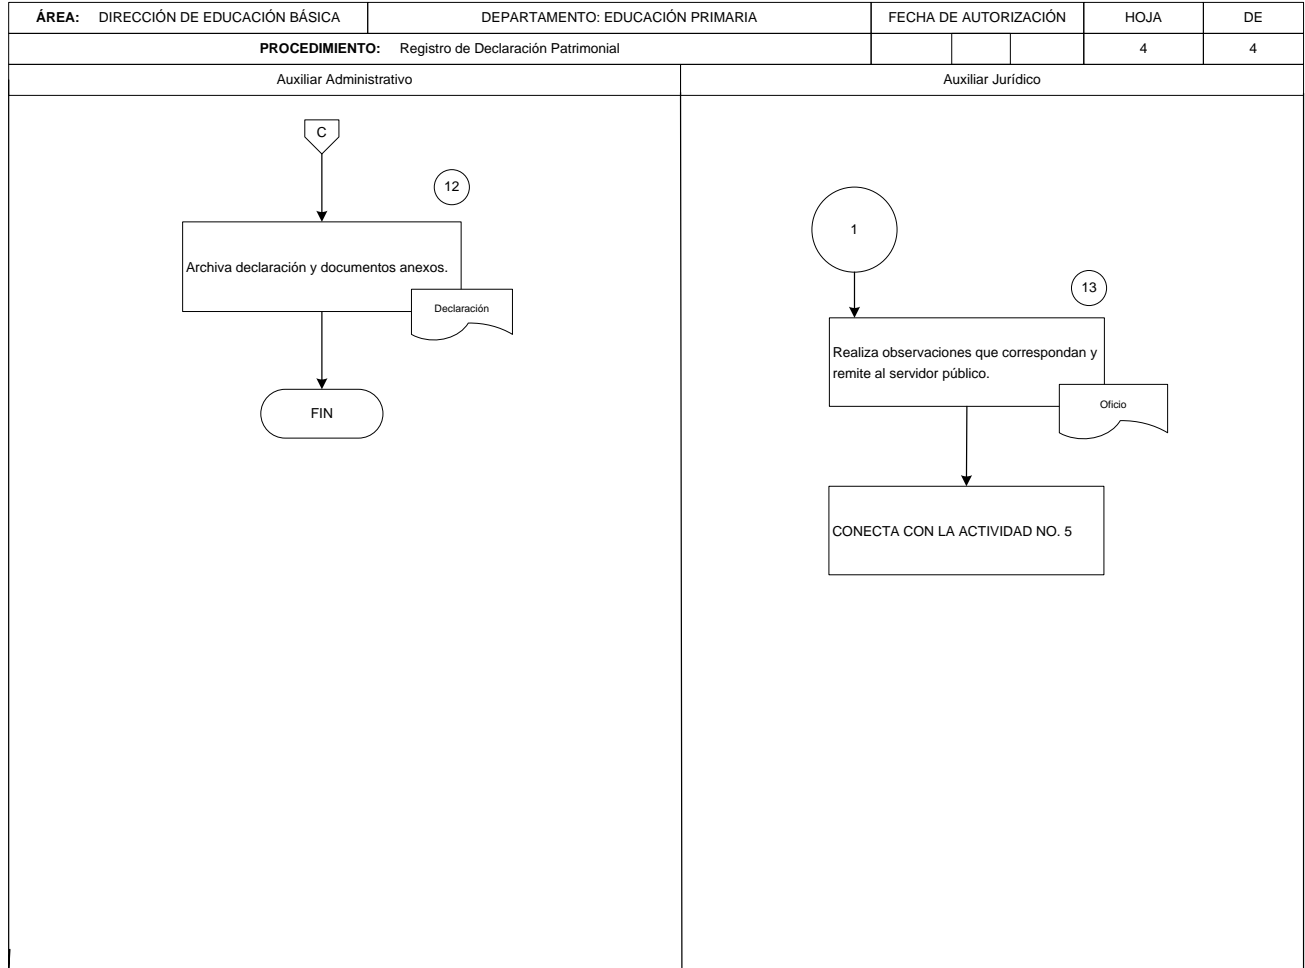 ÁREA: DIRECCIÓN DE EDUCACIÓN BÁSICA
DEPARTAMENTO: EDUCACIÓN PRIMARIA
FECHA DE AUTORIZACIÓN
HOJA
DE
PROCEDIMIENTO: Registro de Declaración Patrimonial
4
4
Auxiliar Administrativo
Auxiliar Jurídico
C
12
Archiva declaración y documentos anexos.
Declaración
FIN
1
13
Realiza observaciones que correspondan y
remite al servidor público.
Oficio
CONECTA CON LA ACTIVIDAD NO. 5